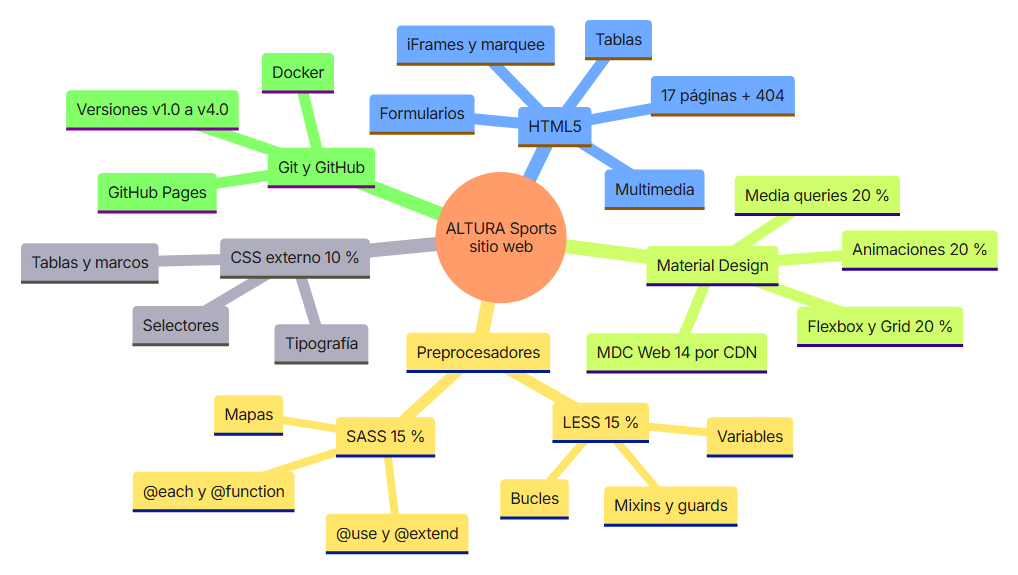 ALTURA Sports
sitio web
HTML5
iFrames y marquee
Tablas
17 páginas + 404
Formularios
Multimedia
Material Design
Media queries 20 %
Animaciones 20 %
Flexbox y Grid 20 %
MDC Web 14 por CDN
Preprocesadores
LESS 15 %
Variables
Mixins y guards
Bucles
SASS 15 %
Mapas
@each y @function
@use y @extend
CSS externo 10 %
Tablas y marcos
Selectores
Tipografía
Git y GitHub
Docker
Versiones v1.0 a v4.0
GitHub Pages